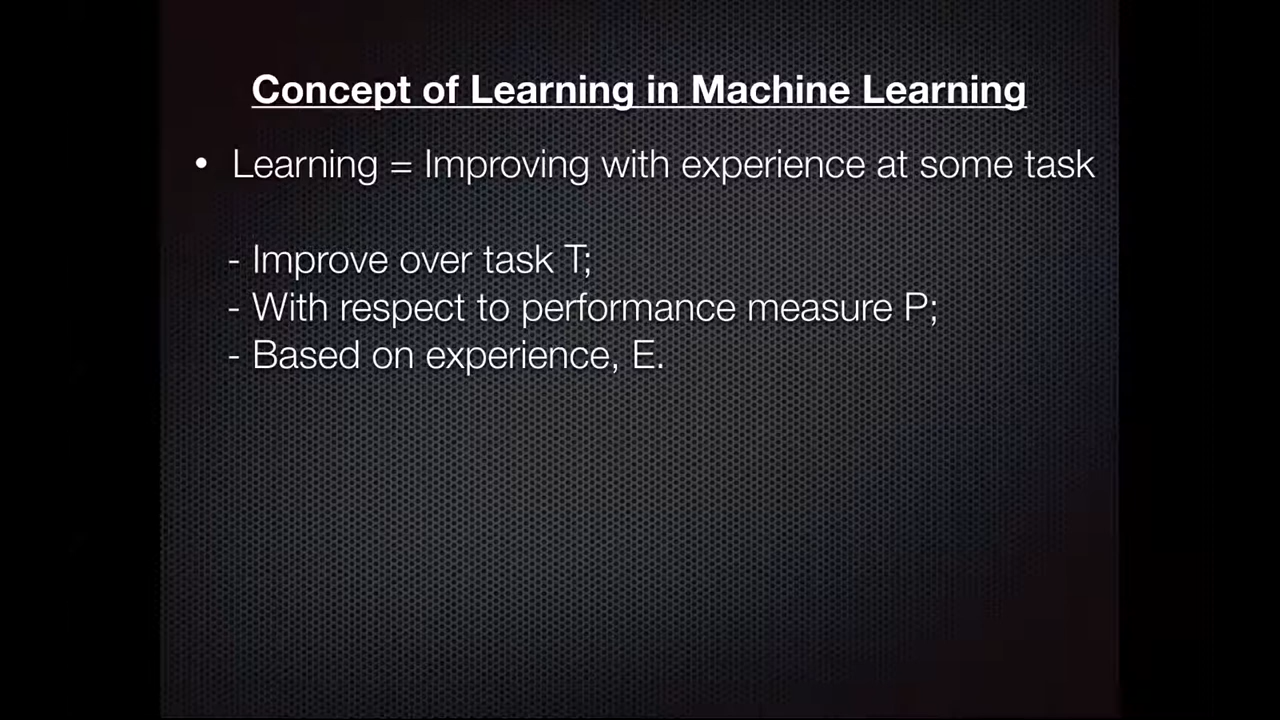 Concept of Learning in Machine Learning
• Learning = Improving with experience at some task
- Improve over task T;
- With respect to performance measure P;
- Based on experience, E.